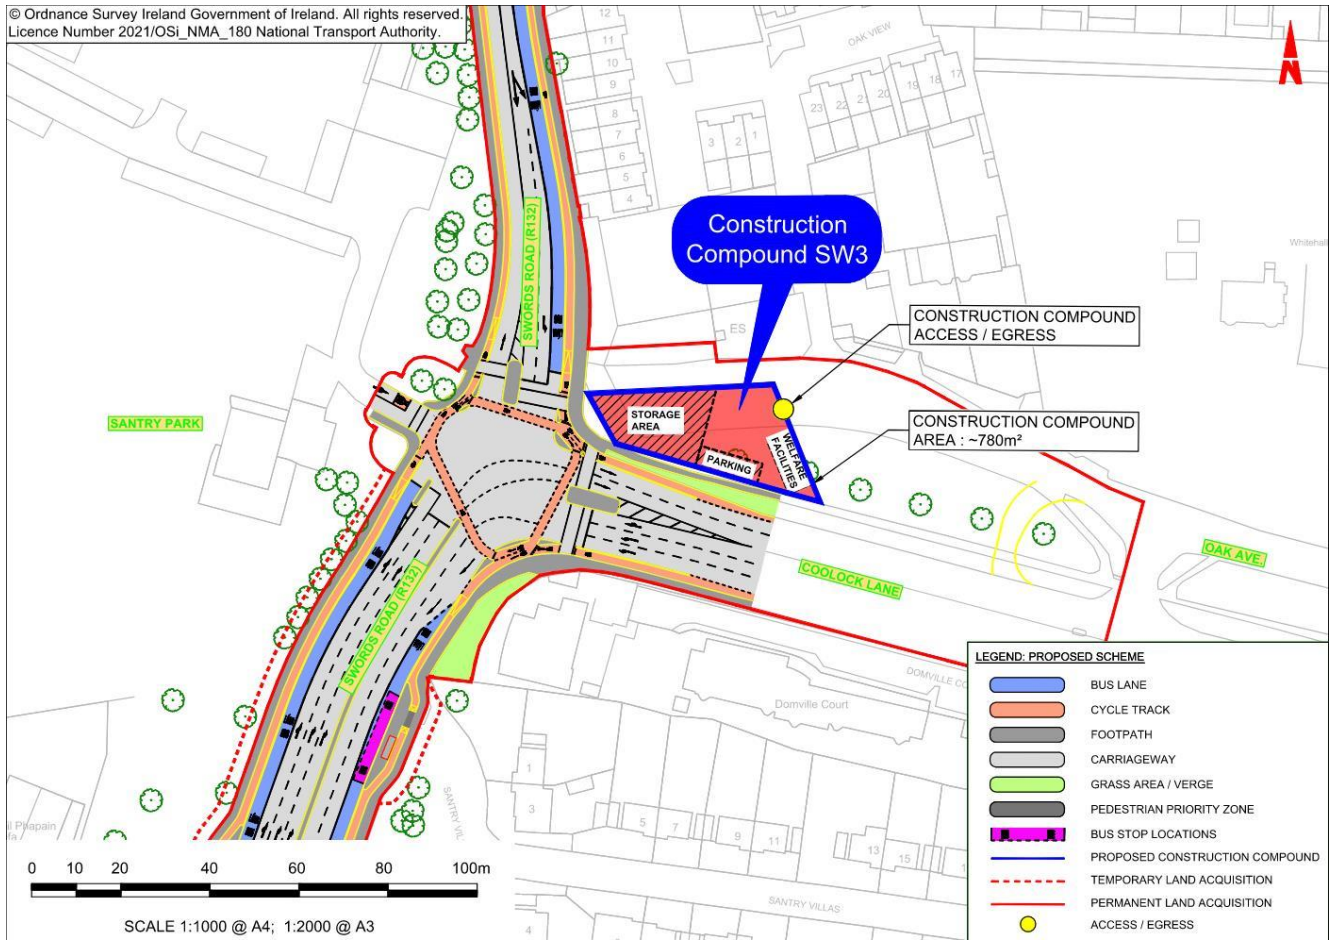 © Ordnance Survey Ireland Government of Ireland. All rights reserved.
Licence Number 2021/OSi_NMA_180 National Transport Authority.
N
12
11
10
9
8
7
6
5
4
OAK VIEW
23
22
21
20
19
18
17
3
2
1
Whitehall
SWORDS ROAD (R132)
Construction
Compound SW3
ES
CONSTRUCTION COMPOUND
ACCESS / EGRESS
SANTRY PARK
STORAGE
AREA
PARKING
WELFARE
FACILITIES
CONSTRUCTION COMPOUND
AREA : ~780m²
COOLOCK LANE
OAK AVE.
SWORDS ROAD (R132)
DOMVILLE CO
Domville Court
1
3
5
7
9
11
13
15
SANTRY VIL
SANTRY VILLAS
4
il Phapain
LEGEND: PROPOSED SCHEME
BUS LANE
CYCLE TRACK
FOOTPATH
CARRIAGEWAY
GRASS AREA / VERGE
PEDESTRIAN PRIORITY ZONE
BUS STOP LOCATIONS
PROPOSED CONSTRUCTION COMPOUND
TEMPORARY LAND ACQUISITION
PERMANENT LAND ACQUISITION
ACCESS / EGRESS
0 10 20 40 60 80 100m
SCALE 1:1000 @ A4; 1:2000 @ A3